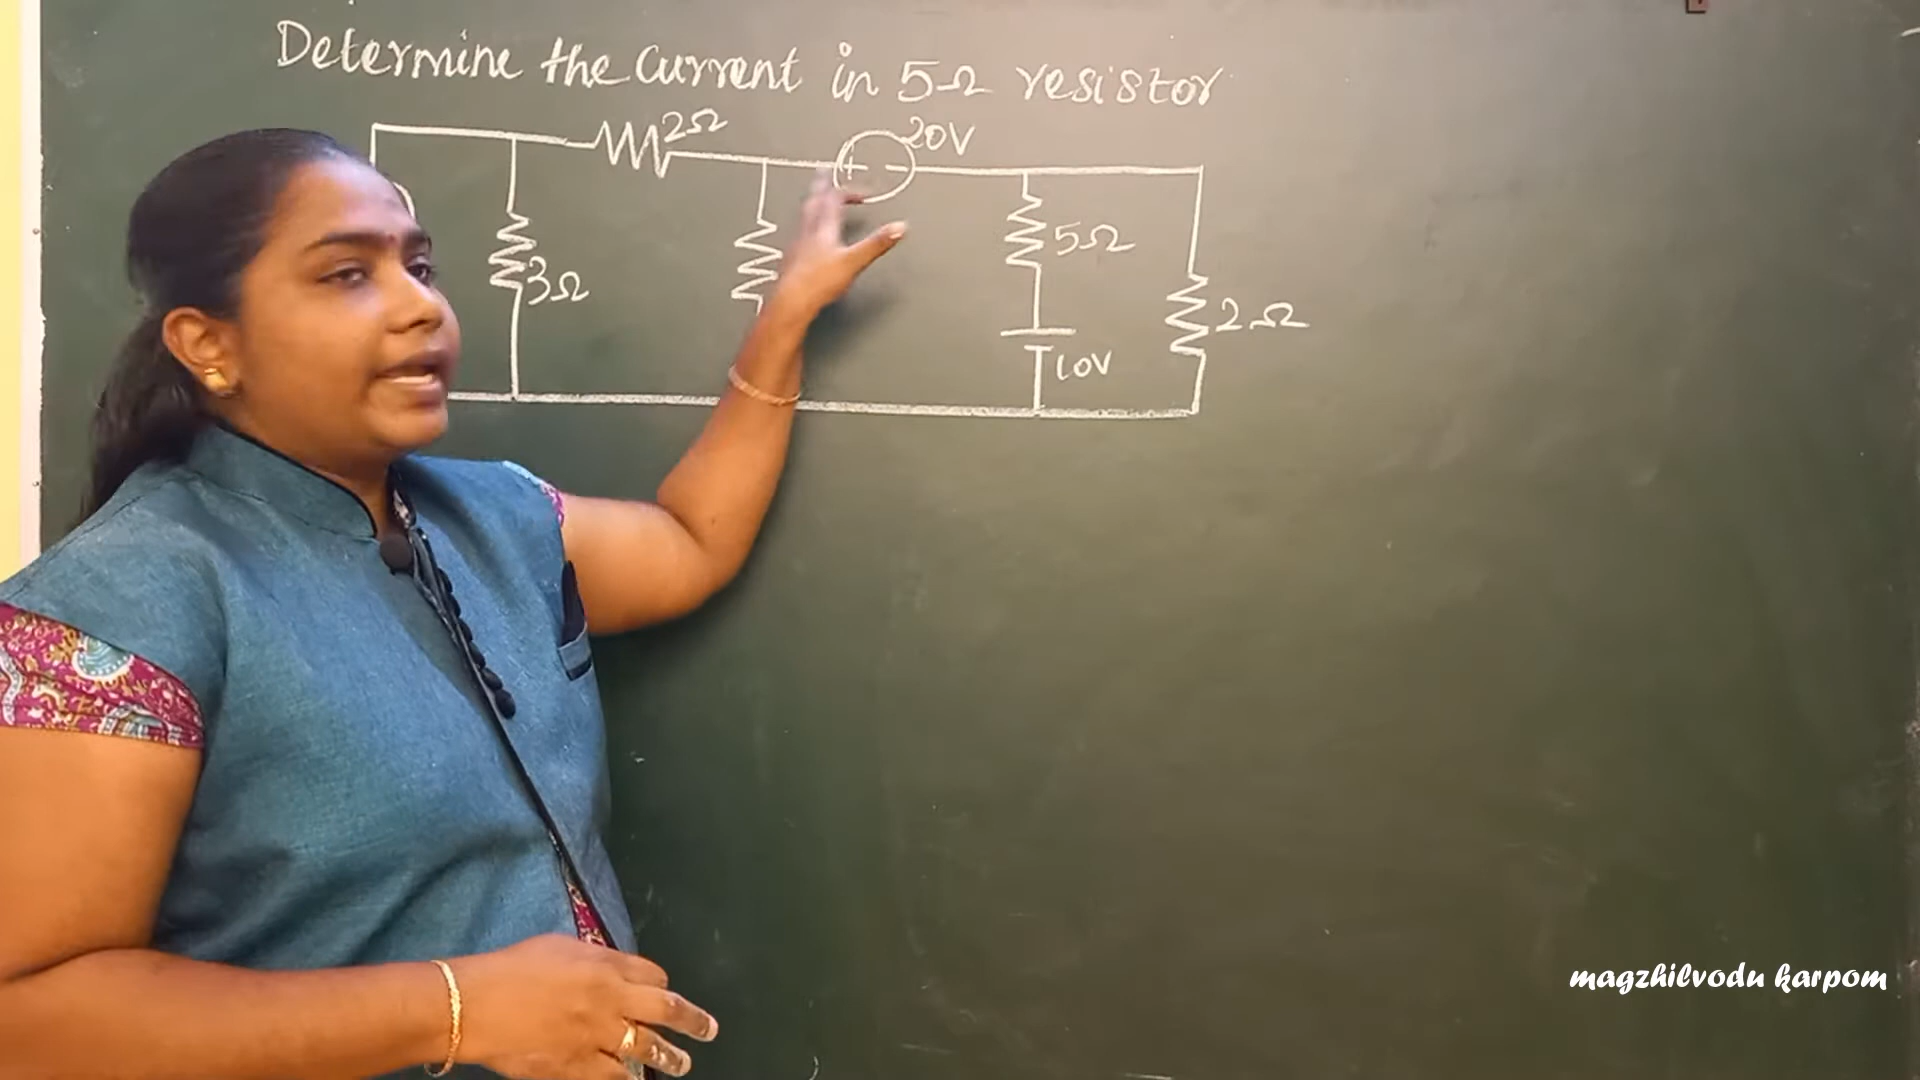 Determine the current in 5Ω resistor
2Ω
20V
3Ω
5Ω
2Ω
10V
+ -
magzhilvodu karpom